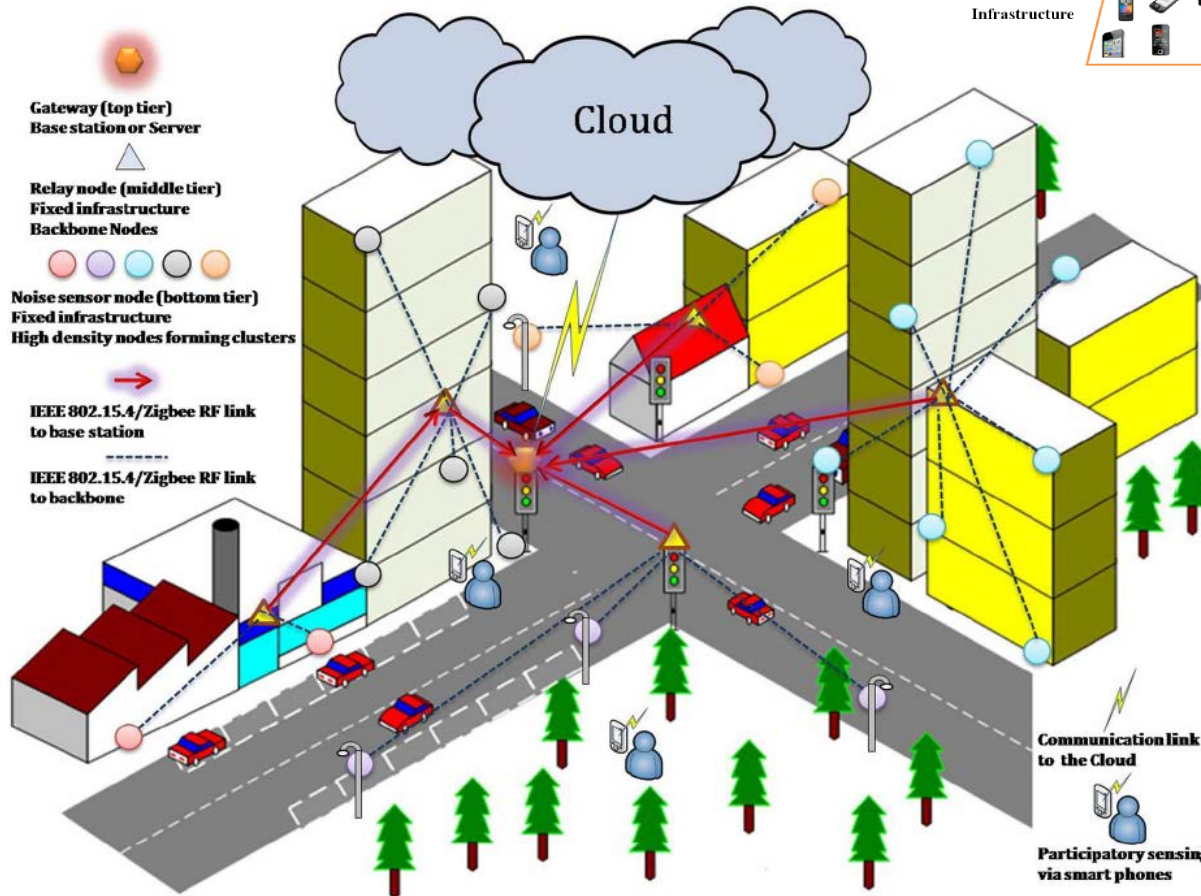 Infrastructure
Gateway (top tier)
Base station or Server
Relay node (middle tier)
Fixed infrastructure
Backbone Nodes
Noise sensor node (bottom tier)
Fixed infrastructure
High density nodes forming clusters
IEEE 802.15.4/Zigbee RF link
to base station
IEEE 802.15.4/Zigbee RF link
to backbone
Cloud
Communication link
to the Cloud
Participatory sensing
via smart phones